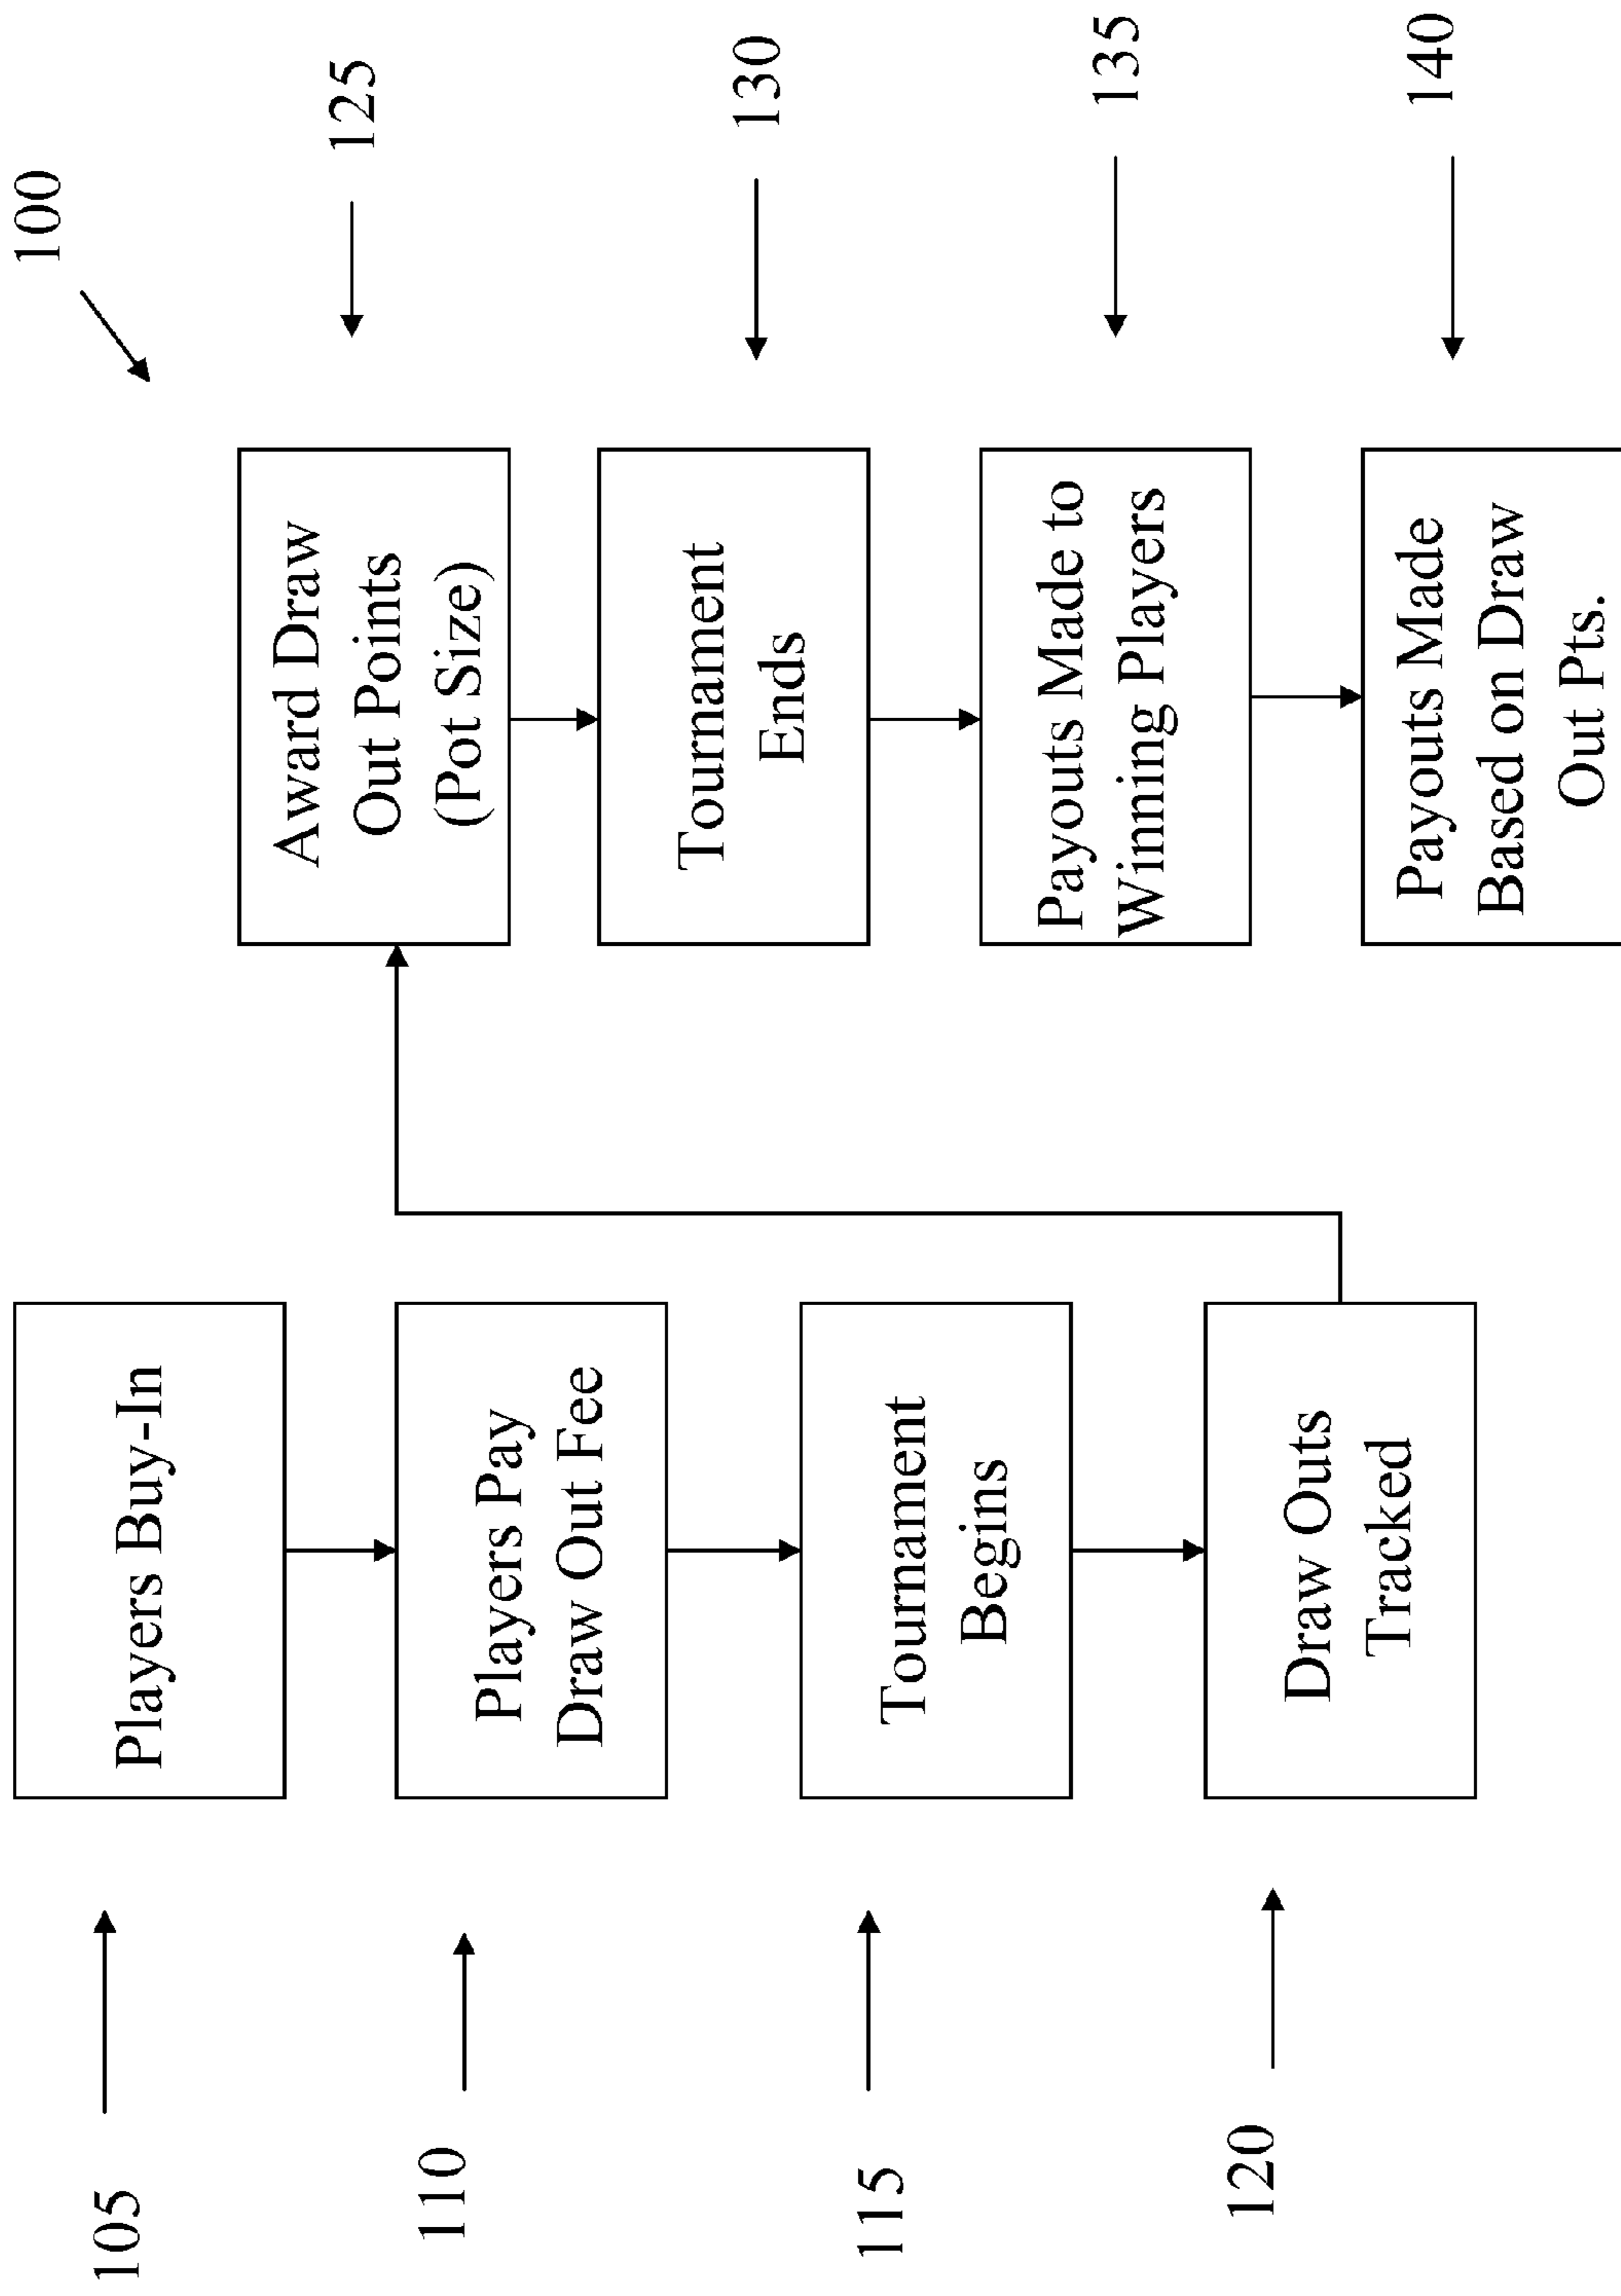 100
105
Players Buy-In
110
Players Pay
Draw Out Fee
115
Tournament
Begins
120
Draw Outs
Tracked
125
Award Draw
Out Points
(Pot Size)
130
Tournament
Ends
135
Payouts Made to
Winning Players
140
Payouts Made
Based on Draw
Out Pts.